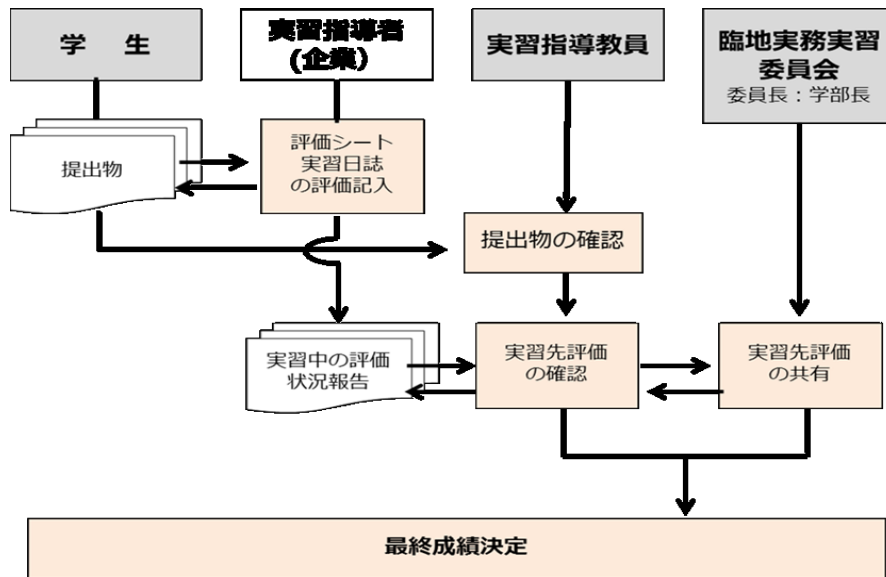 学　生
実習指導者
(企業）
実習指導教員
臨地実務実習
委員会
委員長：学部長
提出物
評価シート
実習日誌
の評価記入
提出物の確認
実習中の評価
状況報告
実習先評価
の確認
実習先評価
の共有
最終成績決定